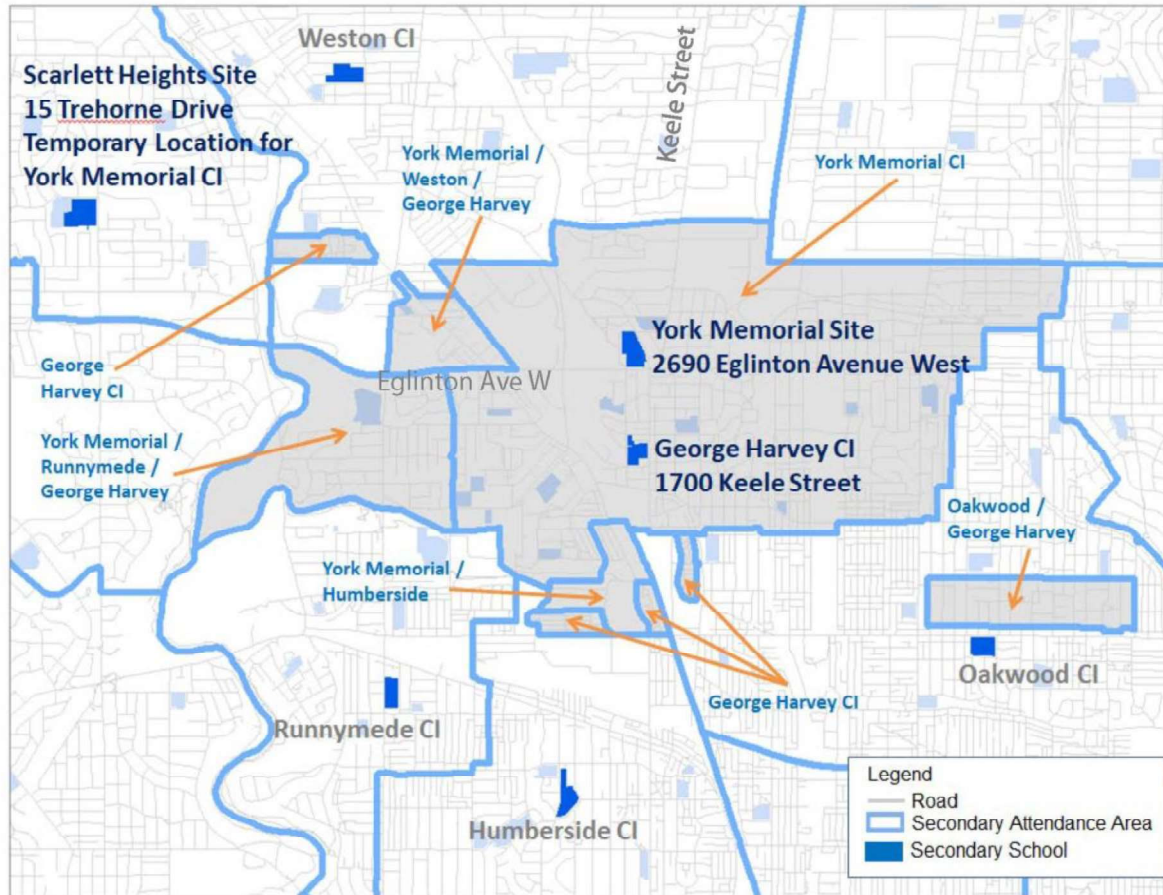 Weston CI
Scarlett Heights Site
15 Trehorne Drive
Temporary Location for
York Memorial CI
Keele Street
York Memorial /
Weston /
George Harvey
York Memorial CI
York Memorial Site
2690 Eglinton Avenue West
George
Harvey CI
Eglinton Ave W
York Memorial /
Runnymede /
George Harvey
George Harvey CI
1700 Keele Street
Oakwood /
George Harvey
York Memorial /
Humberside
Oakwood CI
George Harvey CI
Runnymede CI
Humberside CI
Legend
Road
Secondary Attendance Area
Secondary School